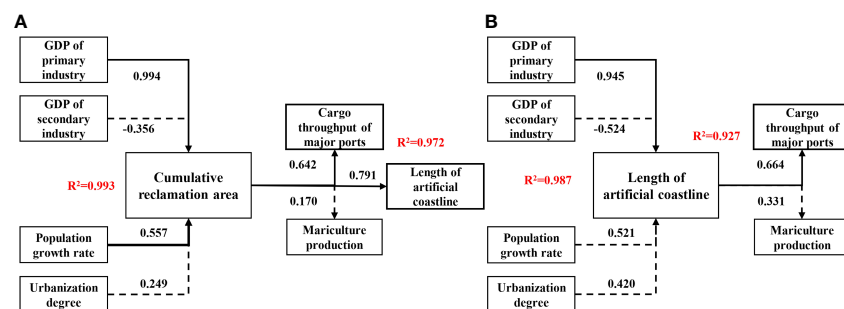 A
GDP of
primary
industry
0.994
GDP of
secondary
industry
-0.356
R²=0.993
Cumulative
reclamation area
Cargo
throughput of
major ports
R²=0.972
0.642
0.791
Length of
artificial
coastline
0.170
Mariculture
production
Population
growth rate
0.557
Urbanization
degree
0.249
B
GDP of
primary
industry
0.945
GDP of
secondary
industry
-0.524
R²=0.987
Length of
artificial coastline
R²=0.927
Cargo
throughput of
major ports
0.664
0.331
Mariculture
production
Population
growth rate
0.521
Urbanization
degree
0.420